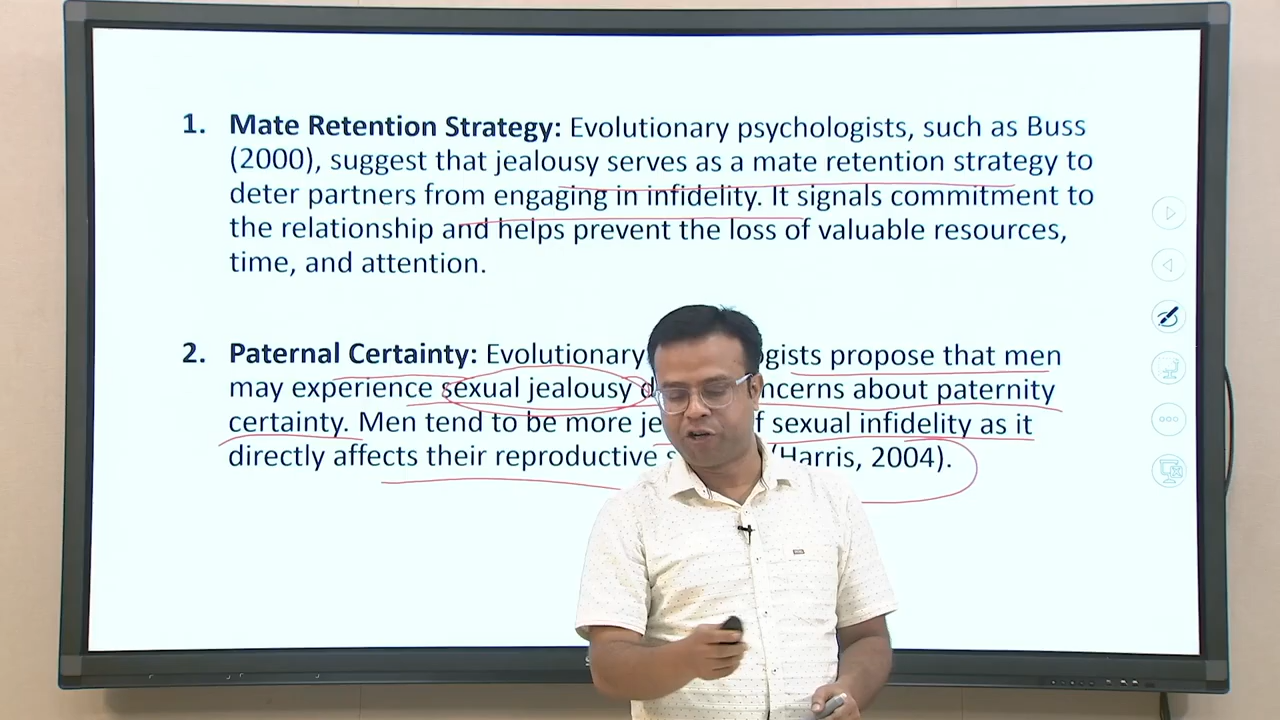 1. Mate Retention Strategy: Evolutionary psychologists, such as Buss
(2000), suggest that jealousy serves as a mate retention strategy to
deter partners from engaging in infidelity. It signals commitment to
the relationship and helps prevent the loss of valuable resources,
time, and attention.
2. Paternal Certainty: Evolutionary propose that men
may experience sexual jealousy about paternity
certainty. Men tend to be more sexual infidelity as it
directly affects their reproductive (Harris, 2004).